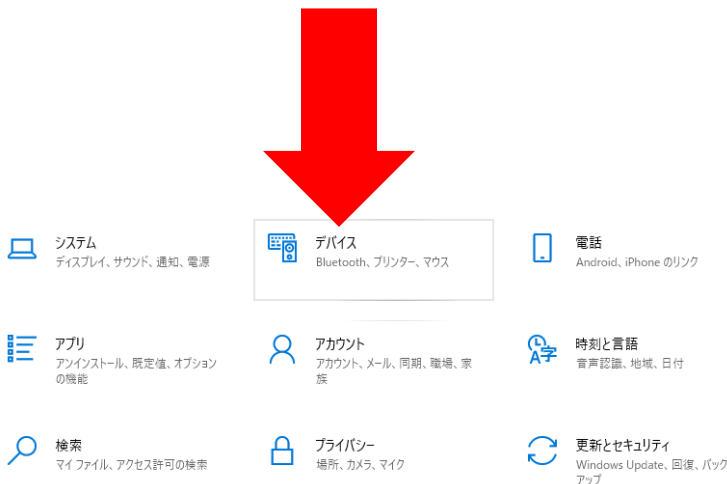 システム
ディスプレイ、サウンド、通知、電源
デバイス
Bluetooth、プリンター、マウス
電話
Android、iPhone のリンク
アプリ
アンインストール、既定値、オプション
の機能
アカウント
アカウント、メール、同期、職場、家
族
時刻と言語
音声認識、地域、日付
検索
マイ ファイル、アクセス許可の検索
プライバシー
場所、カメラ、マイク
更新とセキュリティ
Windows Update、回復、バック
アップ